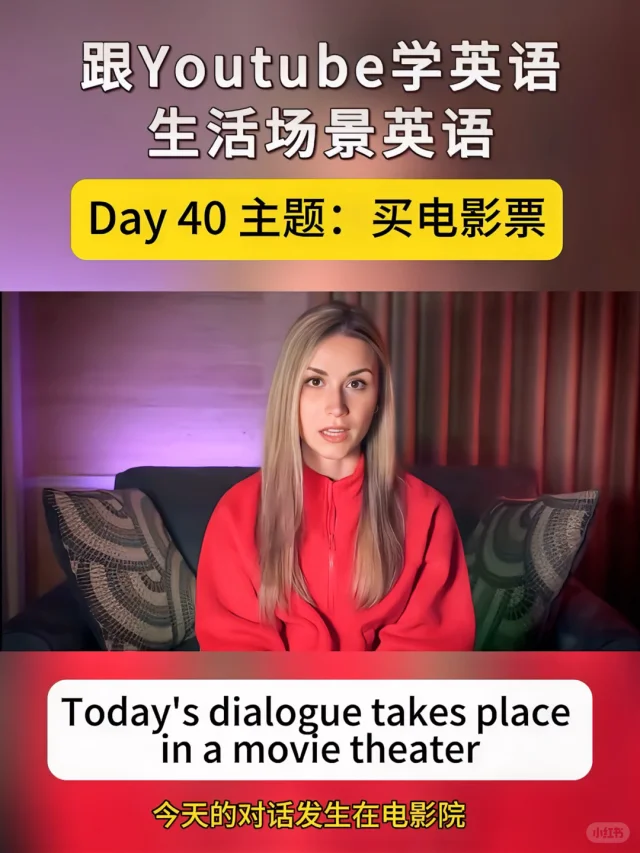 跟Youtube学英语
生活场景英语
Day 40 主题：买电影票
Today's dialogue takes place
in a movie theater
今天的对话发生在电影院
小红书